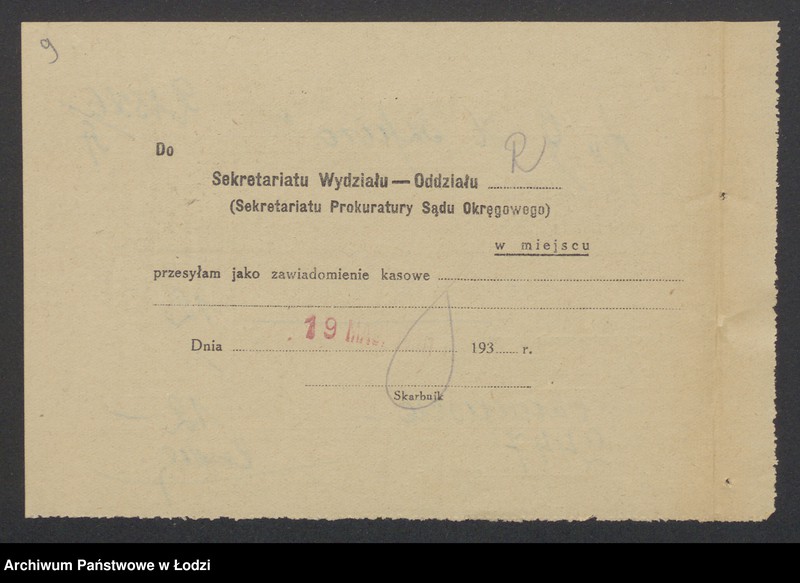 9
Do
Sekretariatu Wydziału — Oddziału R
(Sekretariatu Prokuratury Sądu Okręgowego)
w miejscu
przesyłam jako zawiadomienie kasowe
Dnia 19 193 r.
Skarbnik
Archiwum Państwowe w Łodzi